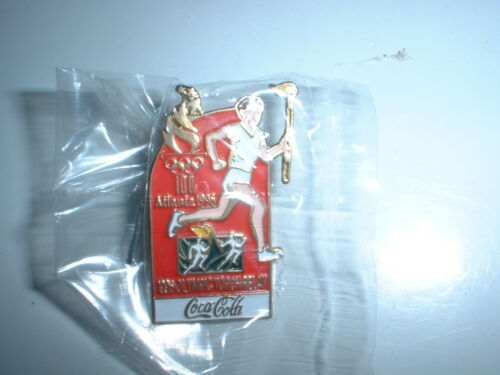 100
Atlanta 1996
1996 OLYMPIC TORCH RELAY
Coca-Cola